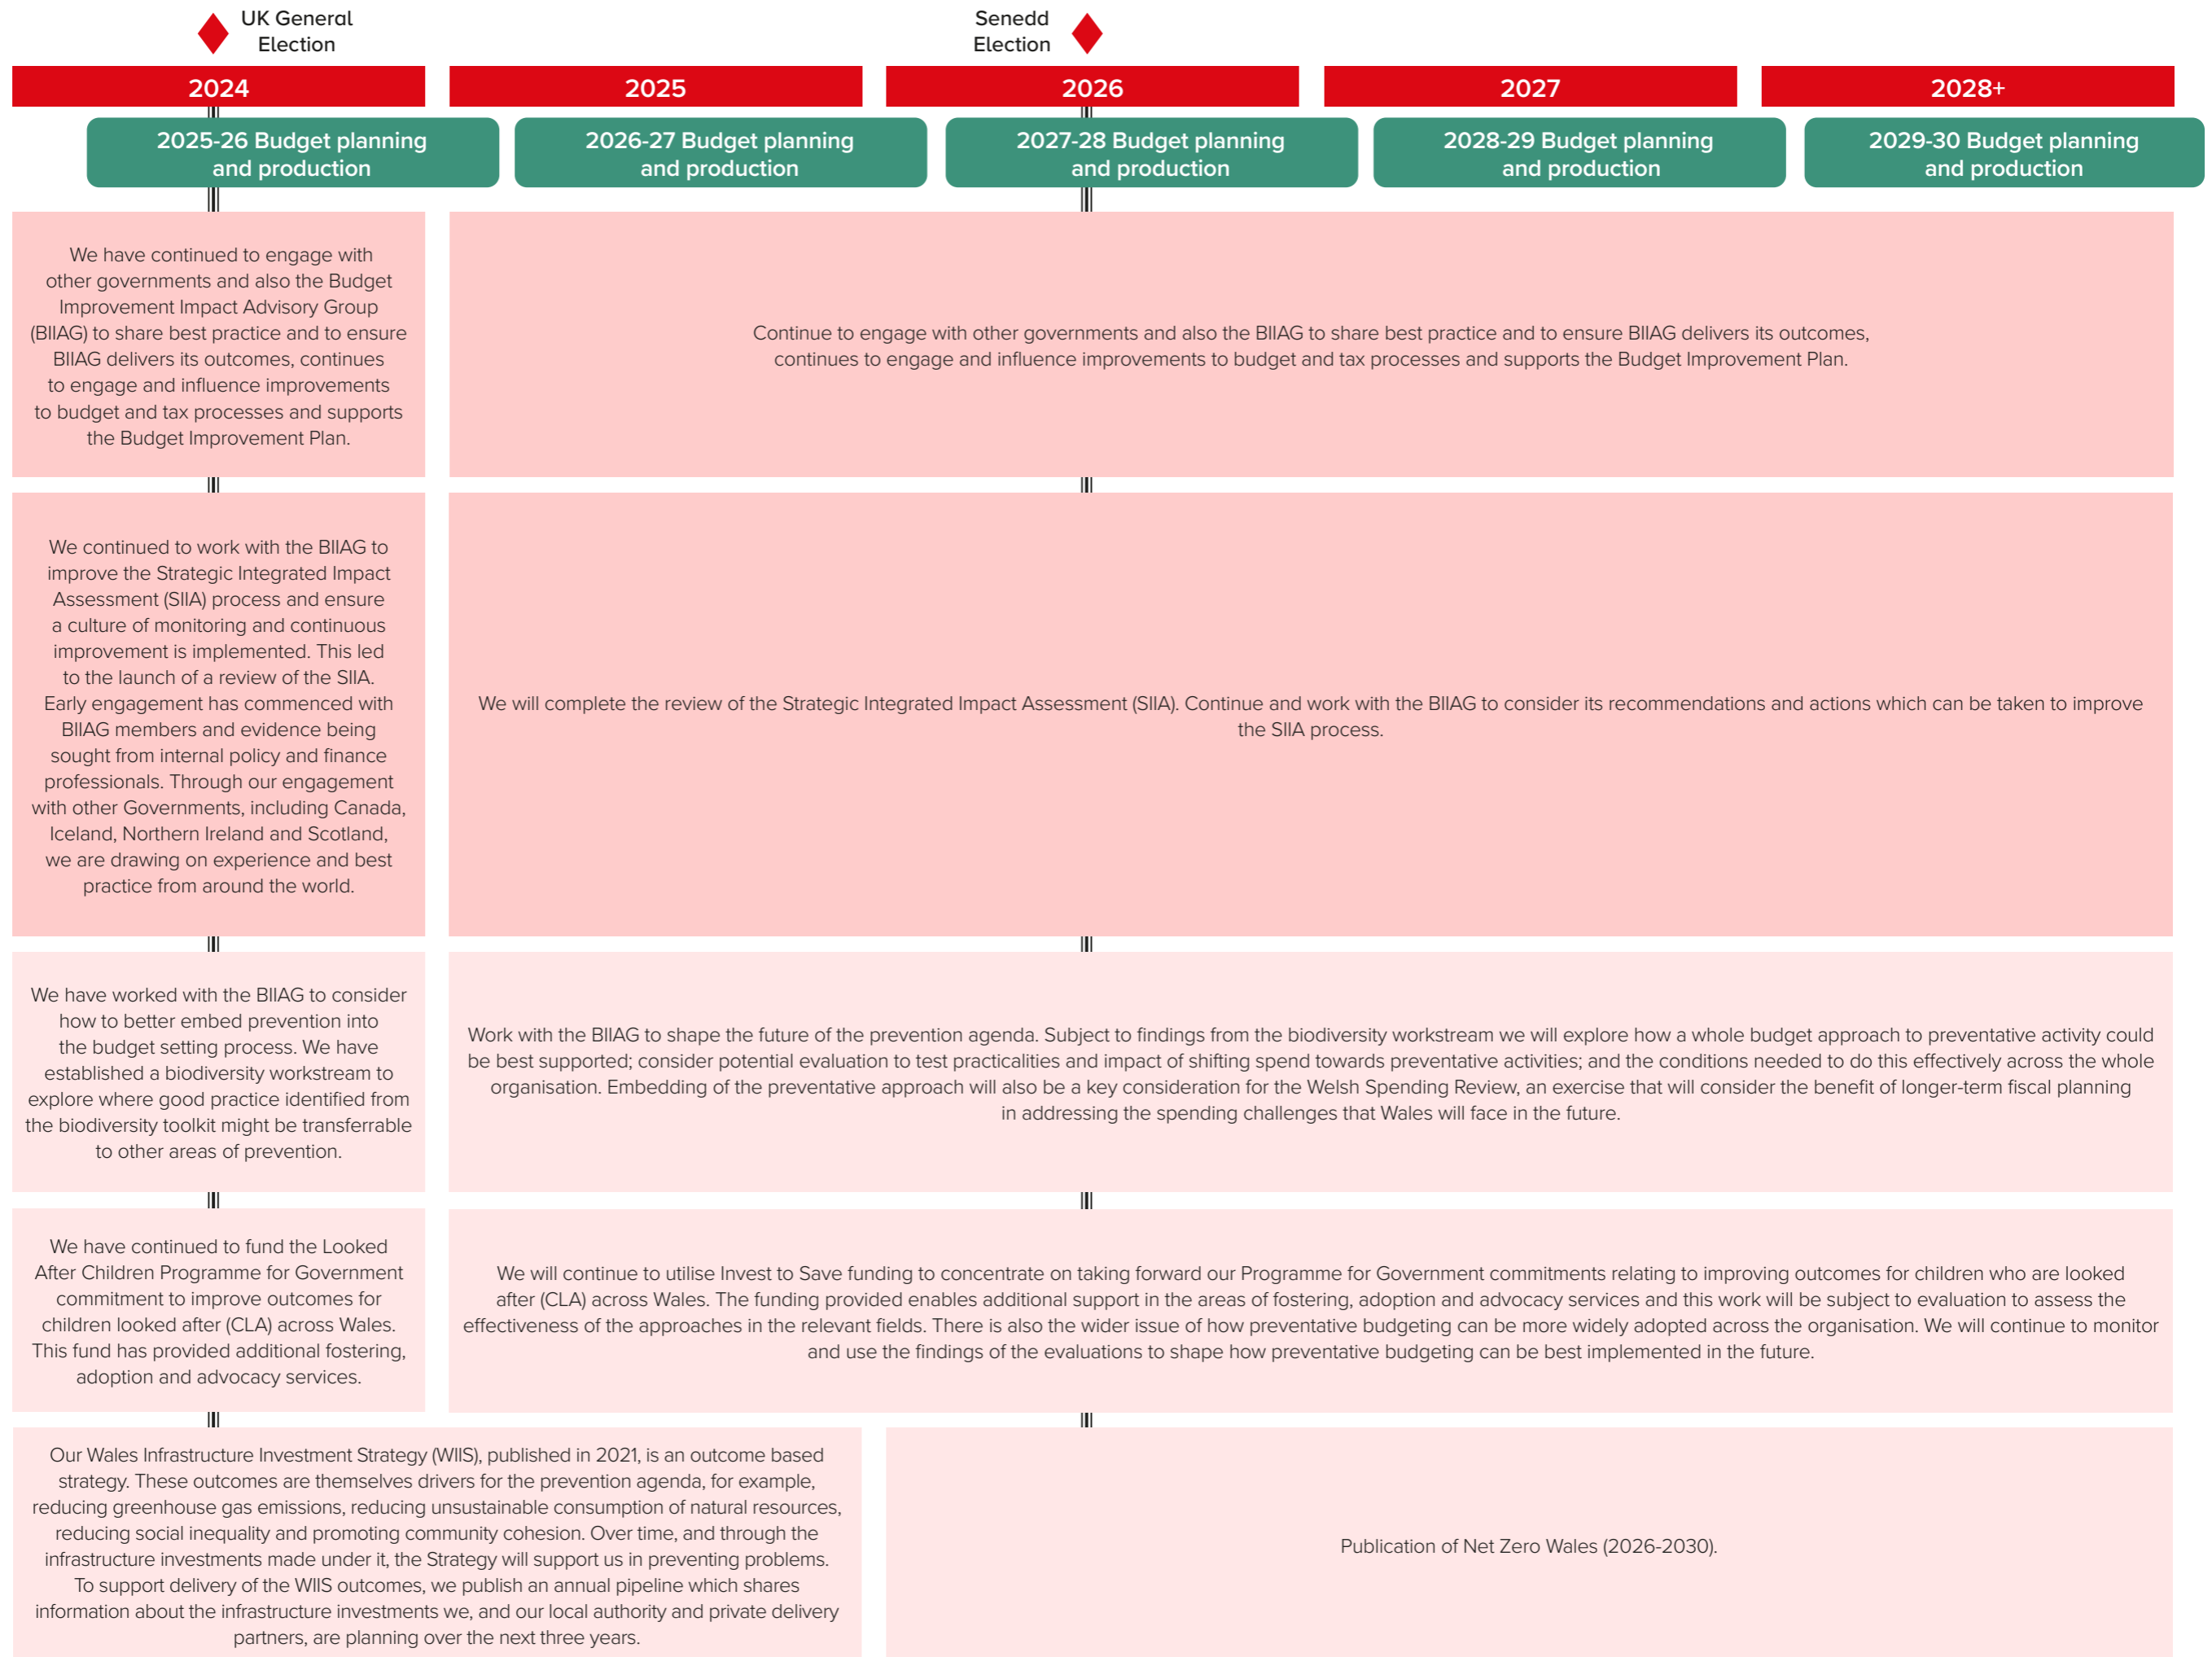 UK General
Election
Senedd
Election
2024
2025
2026
2027
2028+
2025-26 Budget planning
and production
2026-27 Budget planning
and production
2027-28 Budget planning
and production
2028-29 Budget planning
and production
2029-30 Budget planning
and production
We have continued to engage with
other governments and also the Budget
Improvement Impact Advisory Group
(BIIAG) to share best practice and to ensure
BIIAG delivers its outcomes, continues
to engage and influence improvements
to budget and tax processes and supports
the Budget Improvement Plan.
Continue to engage with other governments and also the BIIAG to share best practice and to ensure BIIAG delivers its outcomes,
continues to engage and influence improvements to budget and tax processes and supports the Budget Improvement Plan.
We continued to work with the BIIAG to
improve the Strategic Integrated Impact
Assessment (SIIA) process and ensure
a culture of monitoring and continuous
improvement is implemented. This led
to the launch of a review of the SIIA.
Early engagement has commenced with
BIIAG members and evidence being
sought from internal policy and finance
professionals. Through our engagement
with other Governments, including Canada,
Iceland, Northern Ireland and Scotland,
we are drawing on experience and best
practice from around the world.
We will complete the review of the Strategic Integrated Impact Assessment (SIIA). Continue and work with the BIIAG to consider its recommendations and actions which can be taken to improve
the SIIA process.
We have worked with the BIIAG to consider
how to better embed prevention into
the budget setting process. We have
established a biodiversity workstream to
explore where good practice identified from
the biodiversity toolkit might be transferrable
to other areas of prevention.
Work with the BIIAG to shape the future of the prevention agenda. Subject to findings from the biodiversity workstream we will explore how a whole budget approach to preventative activity could
be best supported; consider potential evaluation to test practicalities and impact of shifting spend towards preventative activities; and the conditions needed to do this effectively across the whole
organisation. Embedding of the preventative approach will also be a key consideration for the Welsh Spending Review, an exercise that will consider the benefit of longer-term fiscal planning
in addressing the spending challenges that Wales will face in the future.
We have continued to fund the Looked
After Children Programme for Government
commitment to improve outcomes for
children looked after (CLA) across Wales.
This fund has provided additional fostering,
adoption and advocacy services.
We will continue to utilise Invest to Save funding to concentrate on taking forward our Programme for Government commitments relating to improving outcomes for children who are looked
after (CLA) across Wales. The funding provided enables additional support in the areas of fostering, adoption and advocacy services and this work will be subject to evaluation to assess the
effectiveness of the approaches in the relevant fields. There is also the wider issue of how preventative budgeting can be more widely adopted across the organisation. We will continue to monitor
and use the findings of the evaluations to shape how preventative budgeting can be best implemented in the future.
Our Wales Infrastructure Investment Strategy (WIIS), published in 2021, is an outcome based
strategy. These outcomes are themselves drivers for the prevention agenda, for example,
reducing greenhouse gas emissions, reducing unsustainable consumption of natural resources,
reducing social inequality and promoting community cohesion. Over time, and through the
infrastructure investments made under it, the Strategy will support us in preventing problems.
To support delivery of the WIIS outcomes, we publish an annual pipeline which shares
information about the infrastructure investments we, and our local authority and private delivery
partners, are planning over the next three years.
Publication of Net Zero Wales (2026-2030).